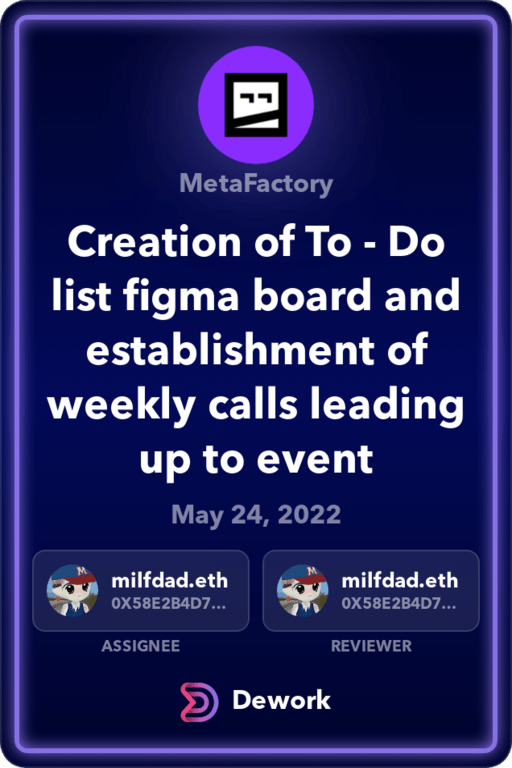 MetaFactory
Creation of To - Do
list figma board and
establishment of
weekly calls leading
up to event
May 24, 2022
milfdad.eth
0X58E2B4D7...
ASSIGNEE
milfdad.eth
0X58E2B4D7...
REVIEWER
Dework